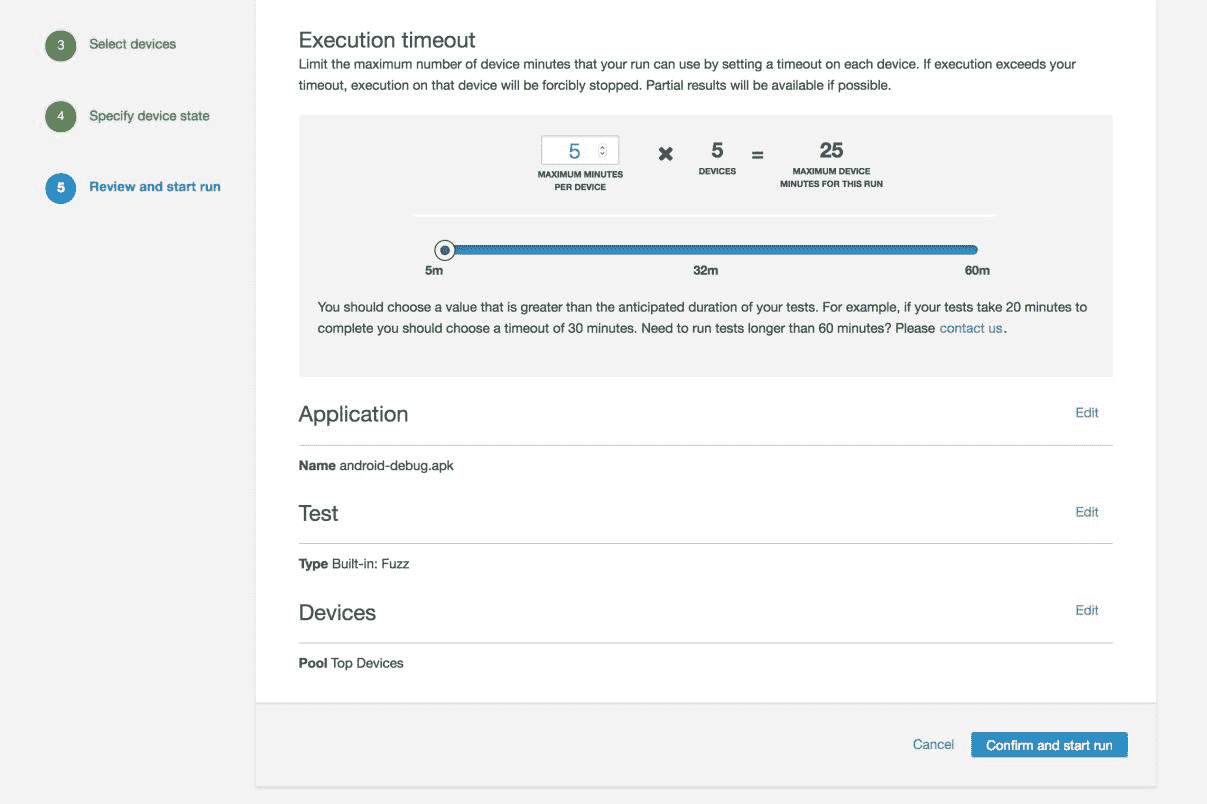 3 Select devices
4 Specify device state
5 Review and start run
Execution timeout
Limit the maximum number of device minutes that your run can use by setting a timeout on each device. If execution exceeds your
timeout, execution on that device will be forcibly stopped. Partial results will be available if possible.
5 ✖ 5 = 25
MAXIMUM MINUTES
PER DEVICE
DEVICES
MAXIMUM DEVICE
MINUTES FOR THIS RUN
5m 32m 60m
You should choose a value that is greater than the anticipated duration of your tests. For example, if your tests take 20 minutes to
complete you should choose a timeout of 30 minutes. Need to run tests longer than 60 minutes? Please contact us.
Application Edit
Name android-debug.apk
Test Edit
Type Built-in: Fuzz
Devices Edit
Pool Top Devices
Cancel Confirm and start run